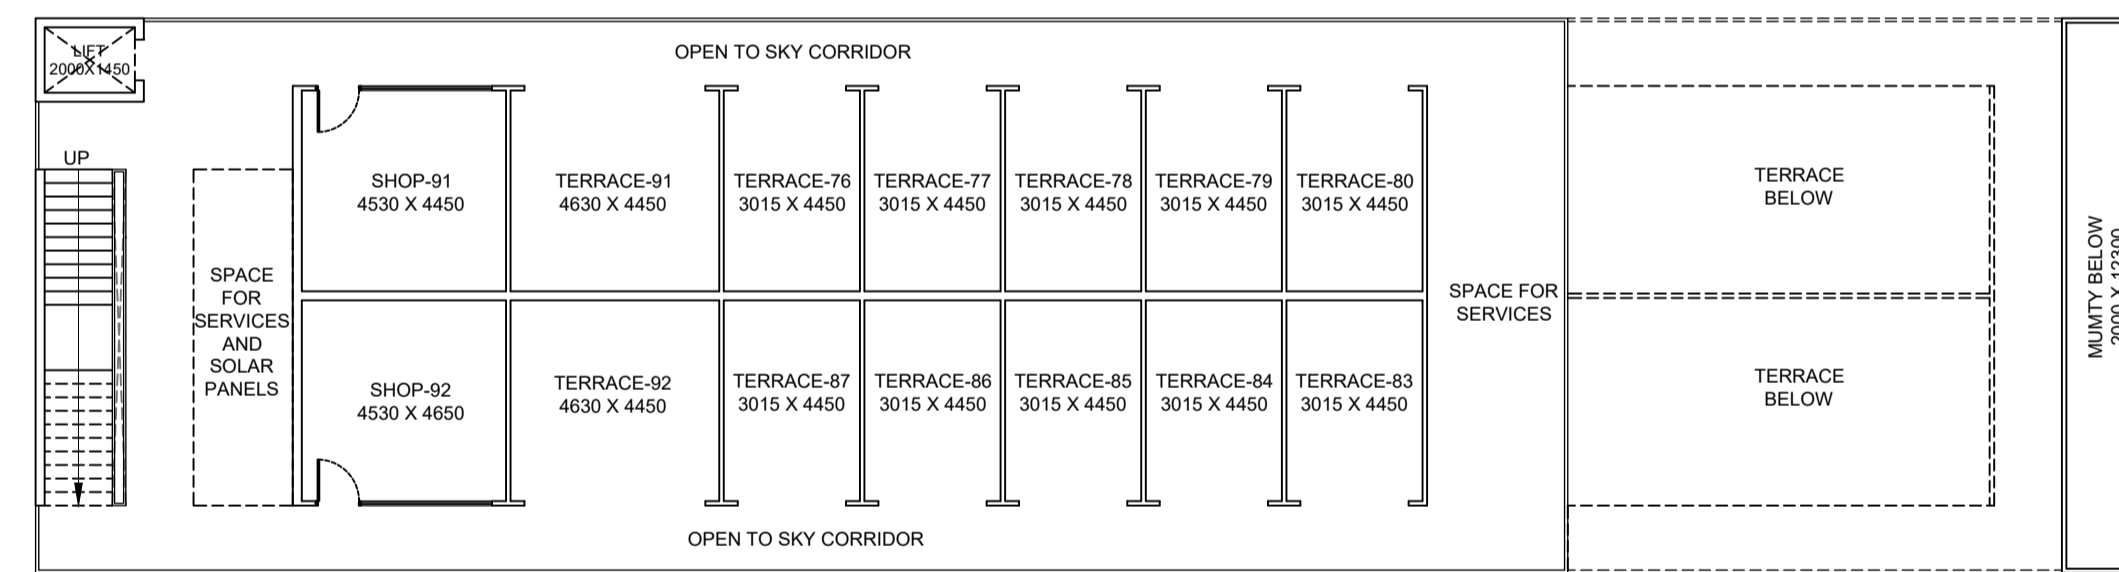 OPEN TO SKY CORRIDOR
LIFT
2000X1450
UP
SHOP-91
4530 X 4450
TERRACE-91
4630 X 4450
TERRACE-76
3015 X 4450
TERRACE-77
3015 X 4450
TERRACE-78
3015 X 4450
TERRACE-79
3015 X 4450
TERRACE-80
3015 X 4450
TERRACE
BELOW
SPACE
FOR
SERVICES
AND
SOLAR
PANELS
SPACE FOR
SERVICES
MUMTY BELOW
2000 X 12300
SHOP-92
4530 X 4650
TERRACE-92
4630 X 4450
TERRACE-87
3015 X 4450
TERRACE-86
3015 X 4450
TERRACE-85
3015 X 4450
TERRACE-84
3015 X 4450
TERRACE-83
3015 X 4450
TERRACE
BELOW
OPEN TO SKY CORRIDOR